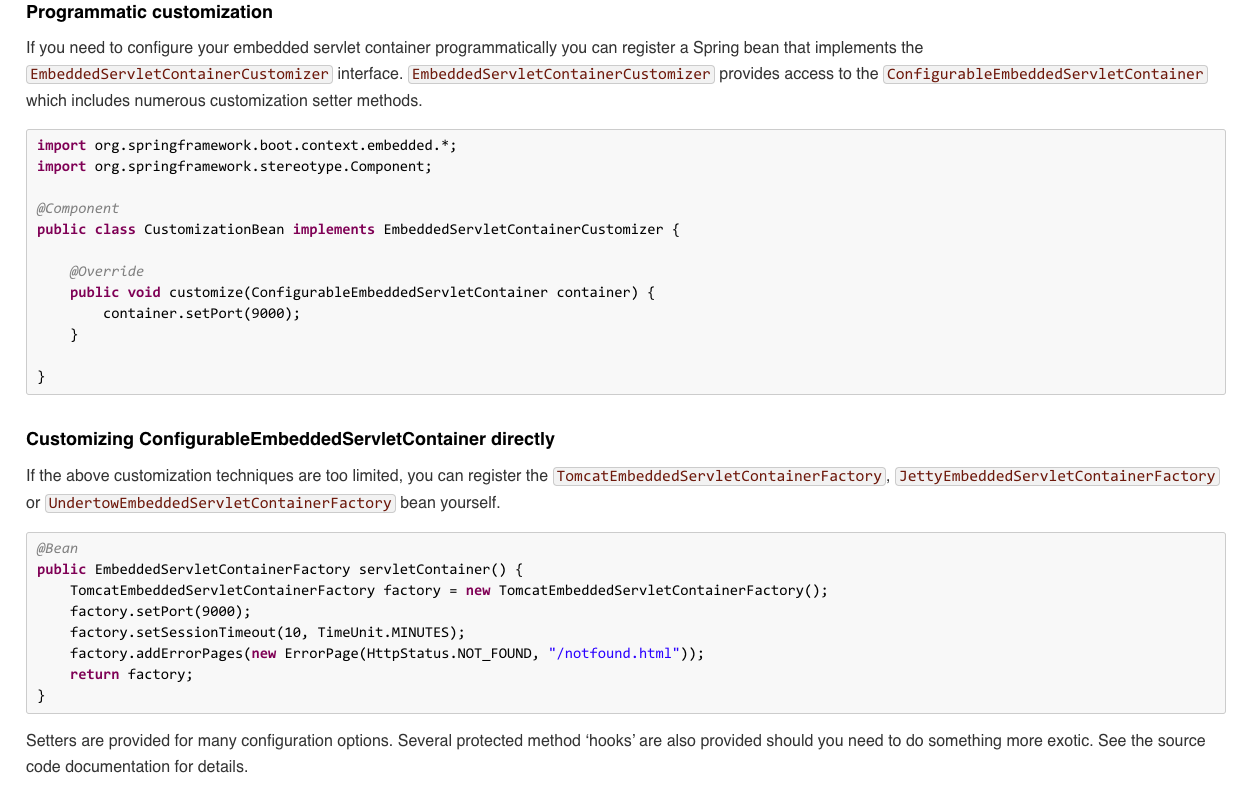 Programmatic customization
If you need to configure your embedded servlet container programmatically you can register a Spring bean that implements the
EmbeddedServletContainerCustomizer interface. EmbeddedServletContainerCustomizer provides access to the ConfigurableEmbeddedServletContainer
which includes numerous customization setter methods.
import org.springframework.boot.context.embedded.*;
import org.springframework.stereotype.Component;
@Component
public class CustomizationBean implements EmbeddedServletContainerCustomizer {
    @Override
    public void customize(ConfigurableEmbeddedServletContainer container) {
        container.setPort(9000);
    }
}
Customizing ConfigurableEmbeddedServletContainer directly
If the above customization techniques are too limited, you can register the TomcatEmbeddedServletContainerFactory, JettyEmbeddedServletContainerFactory
or UndertowEmbeddedServletContainerFactory bean yourself.
@Bean
public EmbeddedServletContainerFactory servletContainer() {
    TomcatEmbeddedServletContainerFactory factory = new TomcatEmbeddedServletContainerFactory();
    factory.setPort(9000);
    factory.setSessionTimeout(10, TimeUnit.MINUTES);
    factory.addErrorPages(new ErrorPage(HttpStatus.NOT_FOUND, "/notfound.html"));
    return factory;
}
Setters are provided for many configuration options. Several protected method ‘hooks’ are also provided should you need to do something more exotic. See the source
code documentation for details.